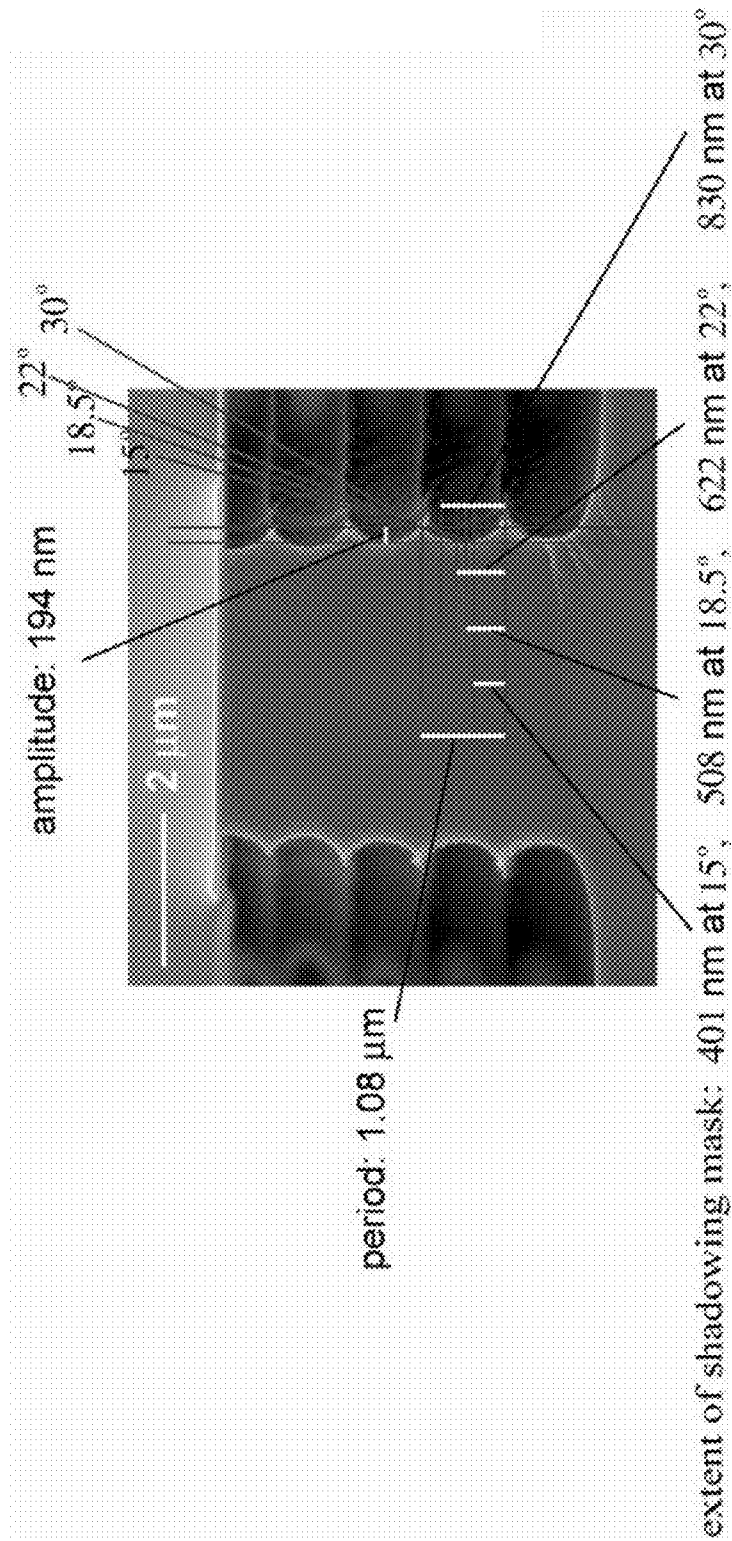 amplitude: 194 nm
15°
18.5°
22°
30°
2 µm
period: 1.08 µm
extent of shadowing mask: 401 nm at 15°, 508 nm at 18.5°, 622 nm at 22°, 830 nm at 30°